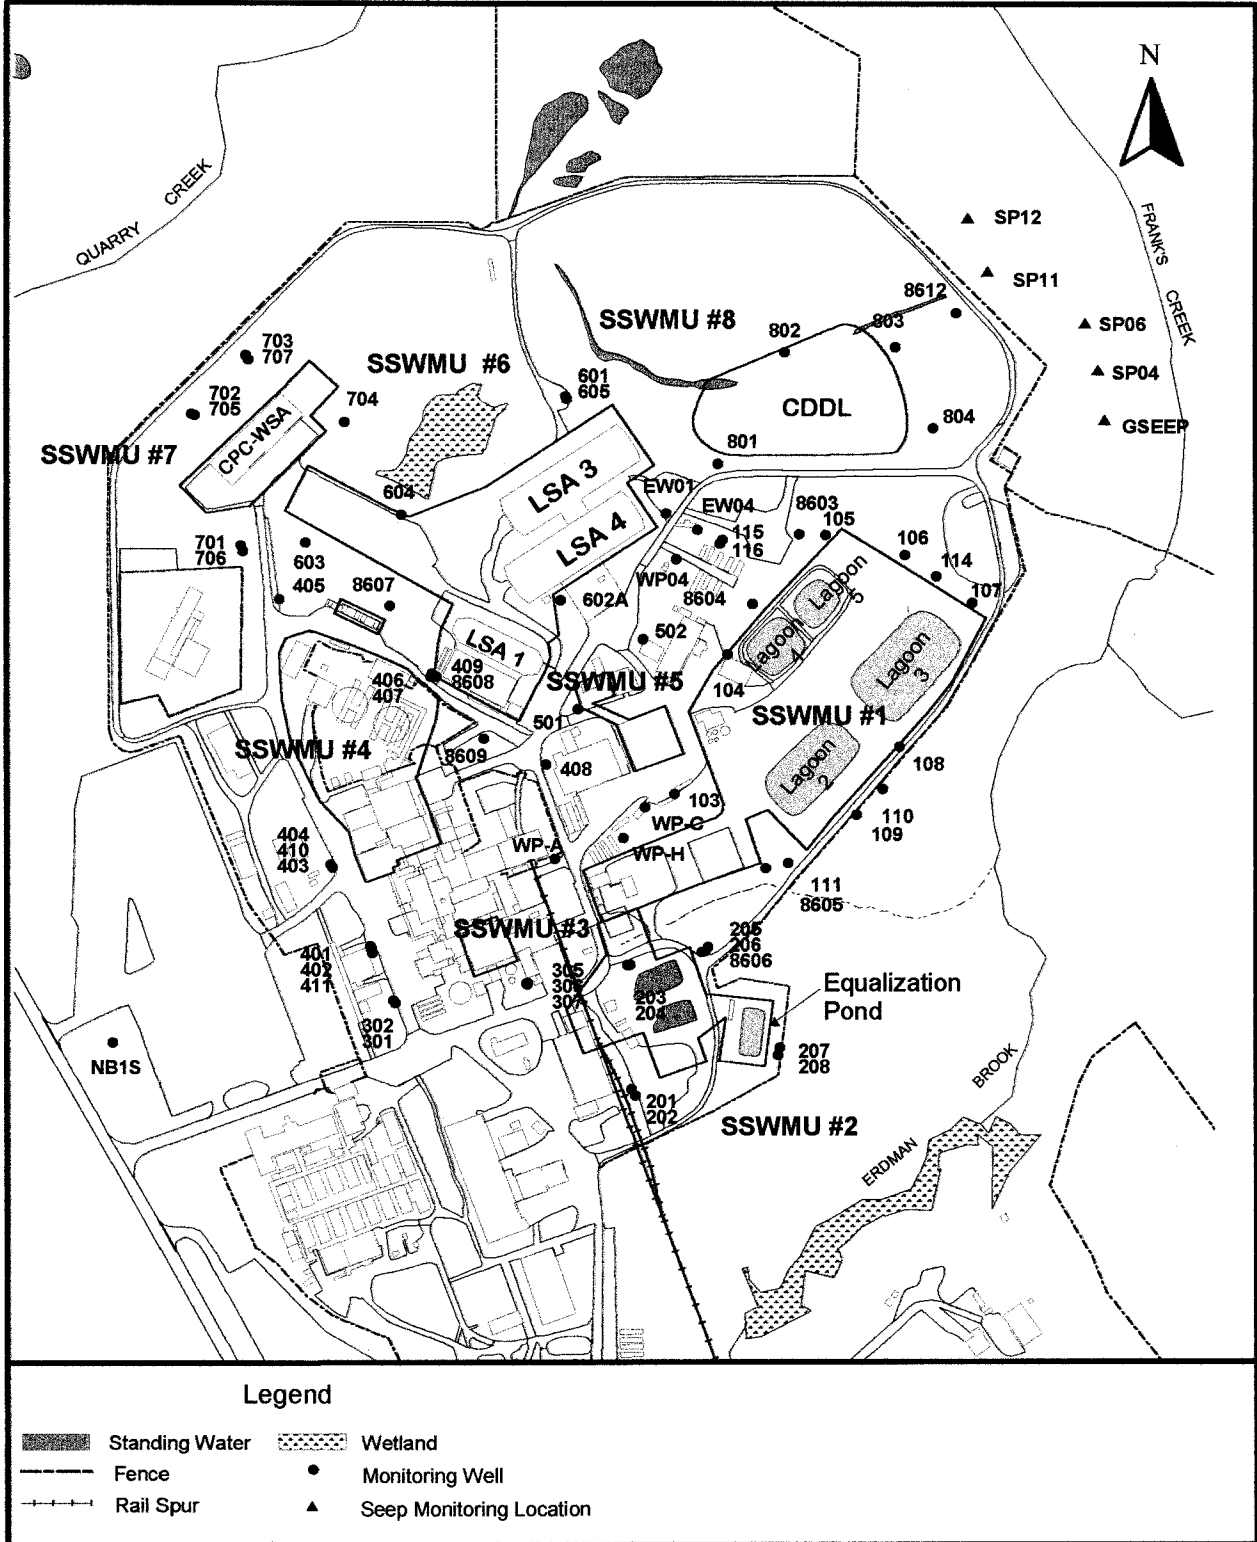 N
SP12
FRANK'S
CREEK
QUARRY
CREEK
SP11
8612
SP06
SSWMU #8
802
803
703
707
SSWMU #6
SP04
601
605
702
705
704
CPC-WSA
CDDL
GSEEP
804
SSWMU #7
801
LSA 3
EW01
604
EW04
8603
105
LSA 4
115
116
106
701
706
603
WP04
114
405
8607
8604
107
602A
Lagoon
5
502
LSA 1
Lagoon
4
Lagoon
3
409
8608
406
407
SSWMU #5
104
501
SSWMU #1
SSWMU #4
8609
408
Lagoon
2
108
103
110
109
WP-C
404
410
403
WP-A
WP-H
111
8605
SSWMU #3
205
206
8606
401
402
411
305
306
307
203
204
Equalization
Pond
302
301
NB1S
207
208
BROOK
201
202
SSWMU #2
ERDMAN
Legend
Standing Water
Wetland
Fence
Monitoring Well
Rail Spur
Seep Monitoring Location